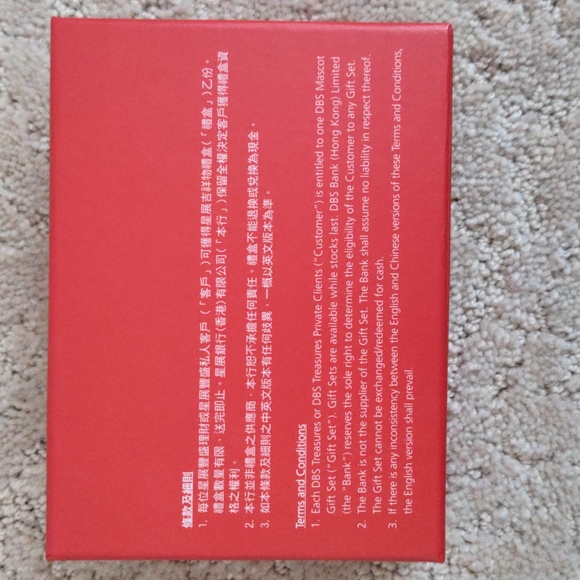 條款及細則
1. 每位星展豐盛理財或星展豐盛私人客戶 (「客戶」)可獲得星展吉祥物禮盒(「禮盒」)乙份。
禮盒數量有限，送完即止。星展銀行(香港)有限公司(「本行」)保留全權決定客戶獲得禮盒資
格之權利。
2. 本行並非禮盒之供應商，本行恕不承擔任何責任。禮盒不能退換或兌換為現金。
3. 如本條款及細則之中英文版本有任何歧異，一概以英文版本為準。
Terms and Conditions
1. Each DBS Treasures or DBS Treasures Private Clients ("Customer") is entitled to one DBS Mascot
Gift Set ("Gift Set"). Gift Sets are available while stocks last. DBS Bank (Hong Kong) Limited
(the "Bank") reserves the sole right to determine the eligibility of the Customer to any Gift Set.
2. The Bank is not the supplier of the Gift Set. The Bank shall assume no liability in respect thereof.
The Gift Set cannot be exchanged/redeemed for cash.
3. If there is any inconsistency between the English and Chinese versions of these Terms and Conditions,
the English version shall prevail.